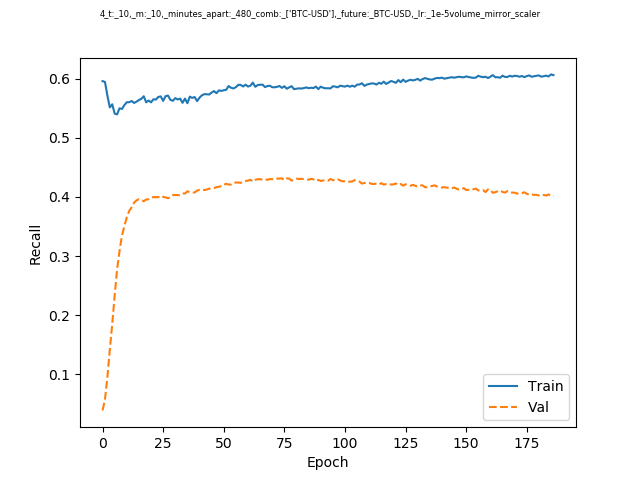 4_t:_10,_m:_10,_minutes_apart:_480_comb:_['BTC-USD'],_future:_BTC-USD,_lr:_1e-5volume_mirror_scaler
0.6
0.5
0.4
0.3
0.2
0.1
Recall
Train
Val
0 25 50 75 100 125 150 175
Epoch